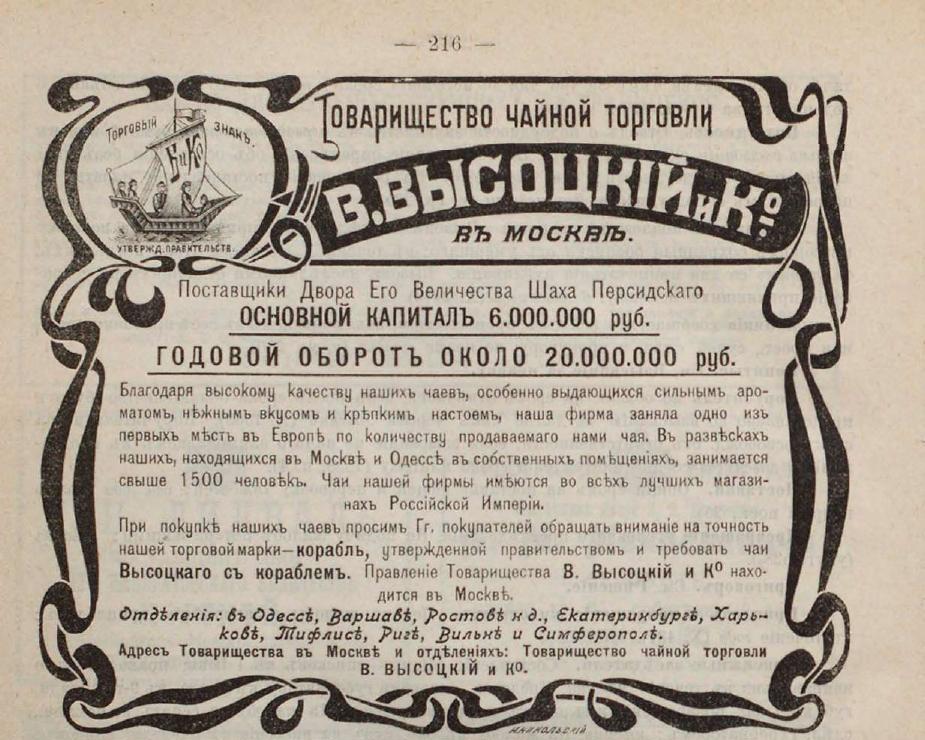 — 216 —
ТОРГОВЫЙ ЗНАКЪ.
В и Ко
УТВЕРЖД. ПРАВИТЕЛЬСТВ.
ТОВАРИЩЕСТВО ЧАЙНОЙ ТОРГОВЛИ
В. ВЫСОЦКІЙ и Ко.
ВЪ МОСКВѢ.
Поставщики Двора Его Величества Шаха Персидскаго
ОСНОВНОЙ КАПИТАЛЪ 6.000.000 руб.
ГОДОВОЙ ОБОРОТЪ ОКОЛО 20.000.000 руб.
Благодаря высокому качеству нашихъ чаевъ, особенно выдающихся сильнымъ аро-
матомъ, нѣжнымъ вкусомъ и крѣпкимъ настоемъ, наша фирма заняла одно изъ
первыхъ мѣстъ въ Европѣ по количеству продаваемаго нами чая. Въ развѣскахъ
нашихъ, находящихся въ Москвѣ и Одессѣ въ собственныхъ помѣщеніяхъ, занимается
свыше 1500 человѣкъ. Чаи нашей фирмы имѣются во всѣхъ лучшихъ магази-
нахъ Россійской Имперіи.
При покупкѣ нашихъ чаевъ просимъ Гг. покупателей обращать вниманіе на точность
нашей торговой марки—корабль, утвержденной правительствомъ и требовать чаи
Высоцкаго съ кораблемъ. Правленіе Товарищества В. Высоцкій и Ко нахо-
дится въ Москвѣ.
Отдѣленія: въ Одессѣ, Варшавѣ, Ростовѣ н д., Екатеринбургѣ, Харь-
ковѣ, Тифлисѣ, Ригѣ, Вильнѣ и Симферополѣ.
Адресъ Товарищества въ Москвѣ и отдѣленіяхъ: Товарищество чайной торговли
В. ВЫСОЦКІЙ и Ко.